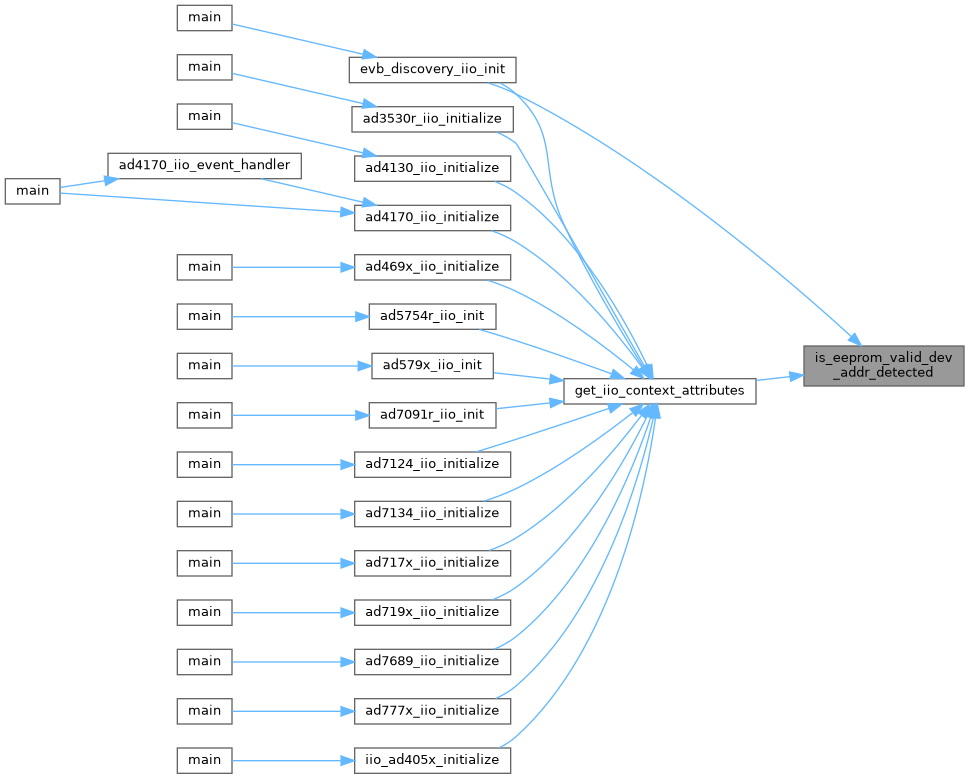 main
evb_discovery_iio_init
main
ad3530r_iio_initialize
main
ad4130_iio_initialize
ad4170_iio_event_handler
main
ad4170_iio_initialize
main
ad469x_iio_initialize
main
ad5754r_iio_init
main
ad579x_iio_init
is_eeprom_valid_dev
_addr_detected
get_iio_context_attributes
main
ad7091r_iio_init
main
ad7124_iio_initialize
main
ad7134_iio_initialize
main
ad717x_iio_initialize
main
ad719x_iio_initialize
main
ad7689_iio_initialize
main
ad777x_iio_initialize
main
iio_ad405x_initialize